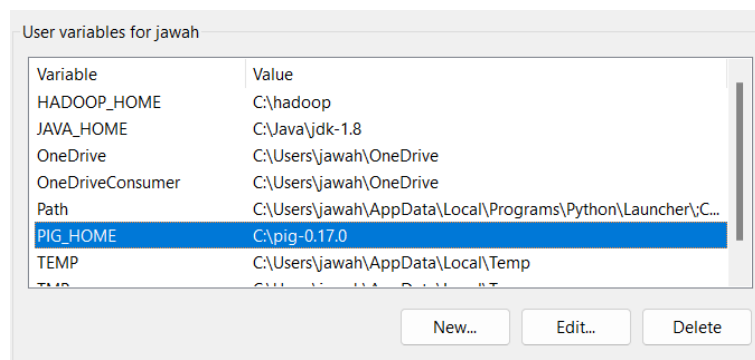 User variables for jawah
Variable Value
HADOOP_HOME C:\hadoop
JAVA_HOME C:\Java\jdk-1.8
OneDrive C:\Users\jawah\OneDrive
OneDriveConsumer C:\Users\jawah\OneDrive
Path C:\Users\jawah\AppData\Local\Programs\Python\Launcher\;C...
PIG_HOME C:\pig-0.17.0
TEMP C:\Users\jawah\AppData\Local\Temp
New... Edit... Delete